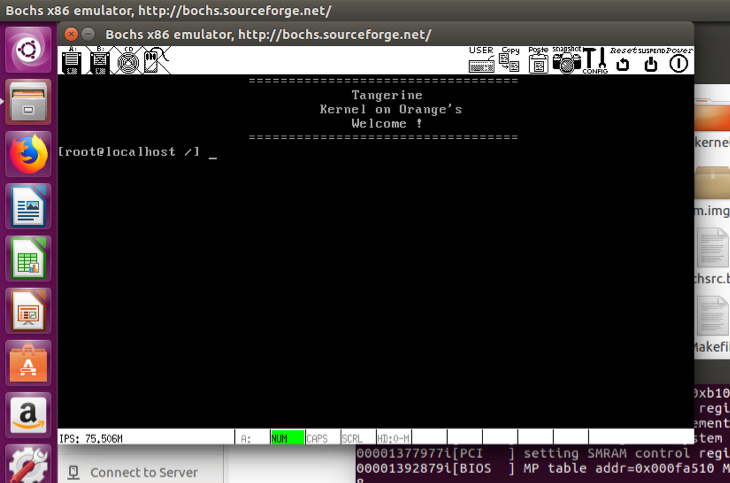 Bochs x86 emulator, http://bochs.sourceforge.net/
Bochs x86 emulator, http://bochs.sourceforge.net/
A: B: CD USER Copy Paste snapshot CONFIG Reset SUSPEND Power
==================================
Tangerine
Kernel on Orange's
Welcome !
==================================
[root@localhost /] _
kernel
m.img
hsrc.b
Makefil
IPS: 75,506M A: NUM CAPS SCRL HD:0-M
Connect to Server
0xb10
regi
ement
system
00001377977i[PCI ] setting SMRAM control regi
00001392879i[BIOS ] MP table addr=0x000fa510 M